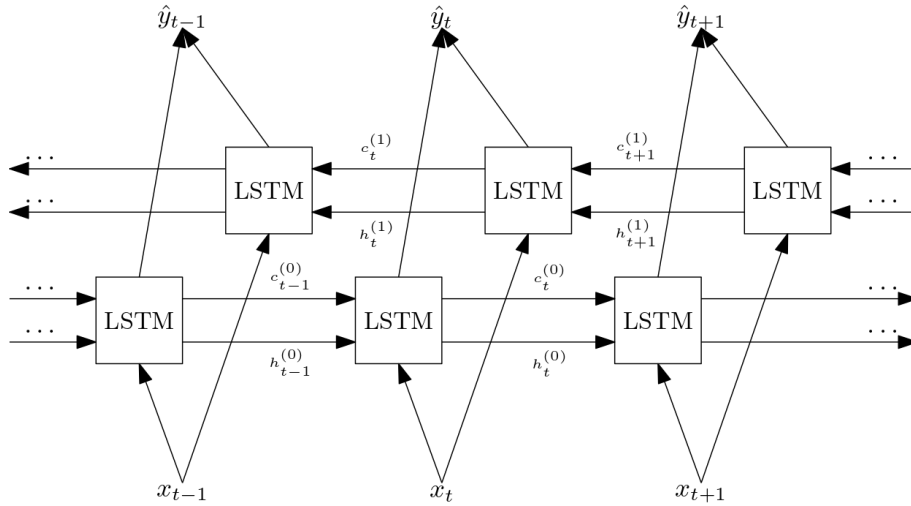 ŷ_{t−1} ŷ_t ŷ_{t+1}
c_t^{(1)} c_{t+1}^{(1)}
... ...
LSTM LSTM LSTM
... ...
h_t^{(1)} h_{t+1}^{(1)}
c_{t−1}^{(0)} c_t^{(0)}
... ...
LSTM LSTM LSTM
... ...
h_{t−1}^{(0)} h_t^{(0)}
x_{t−1} x_t x_{t+1}